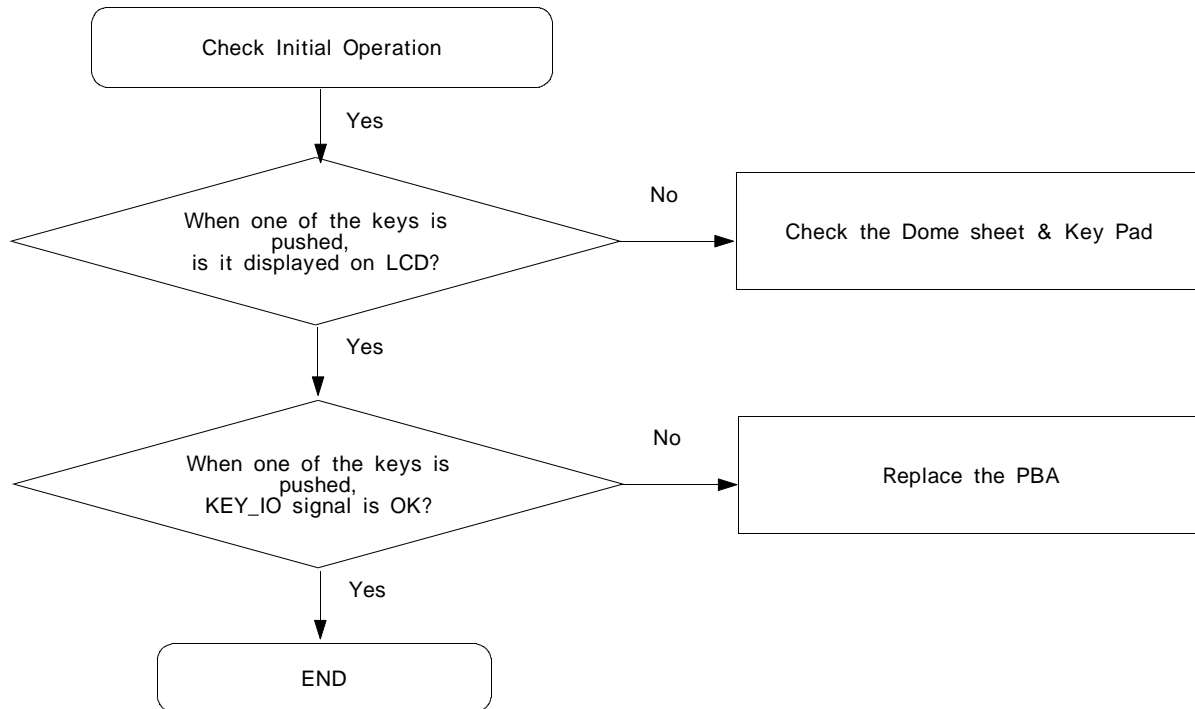 Check Initial Operation
Yes
When one of the keys is
pushed,
is it displayed on LCD?
No
Check the Dome sheet & Key Pad
Yes
When one of the keys is
pushed,
KEY_IO signal is OK?
No
Replace the PBA
Yes
END